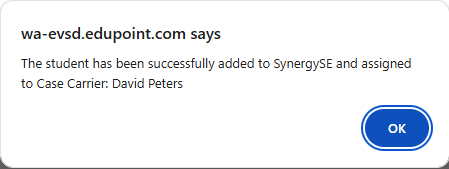 wa-evsd.edupoint.com says
The student has been successfully added to SynergySE and assigned
to Case Carrier: David Peters
OK